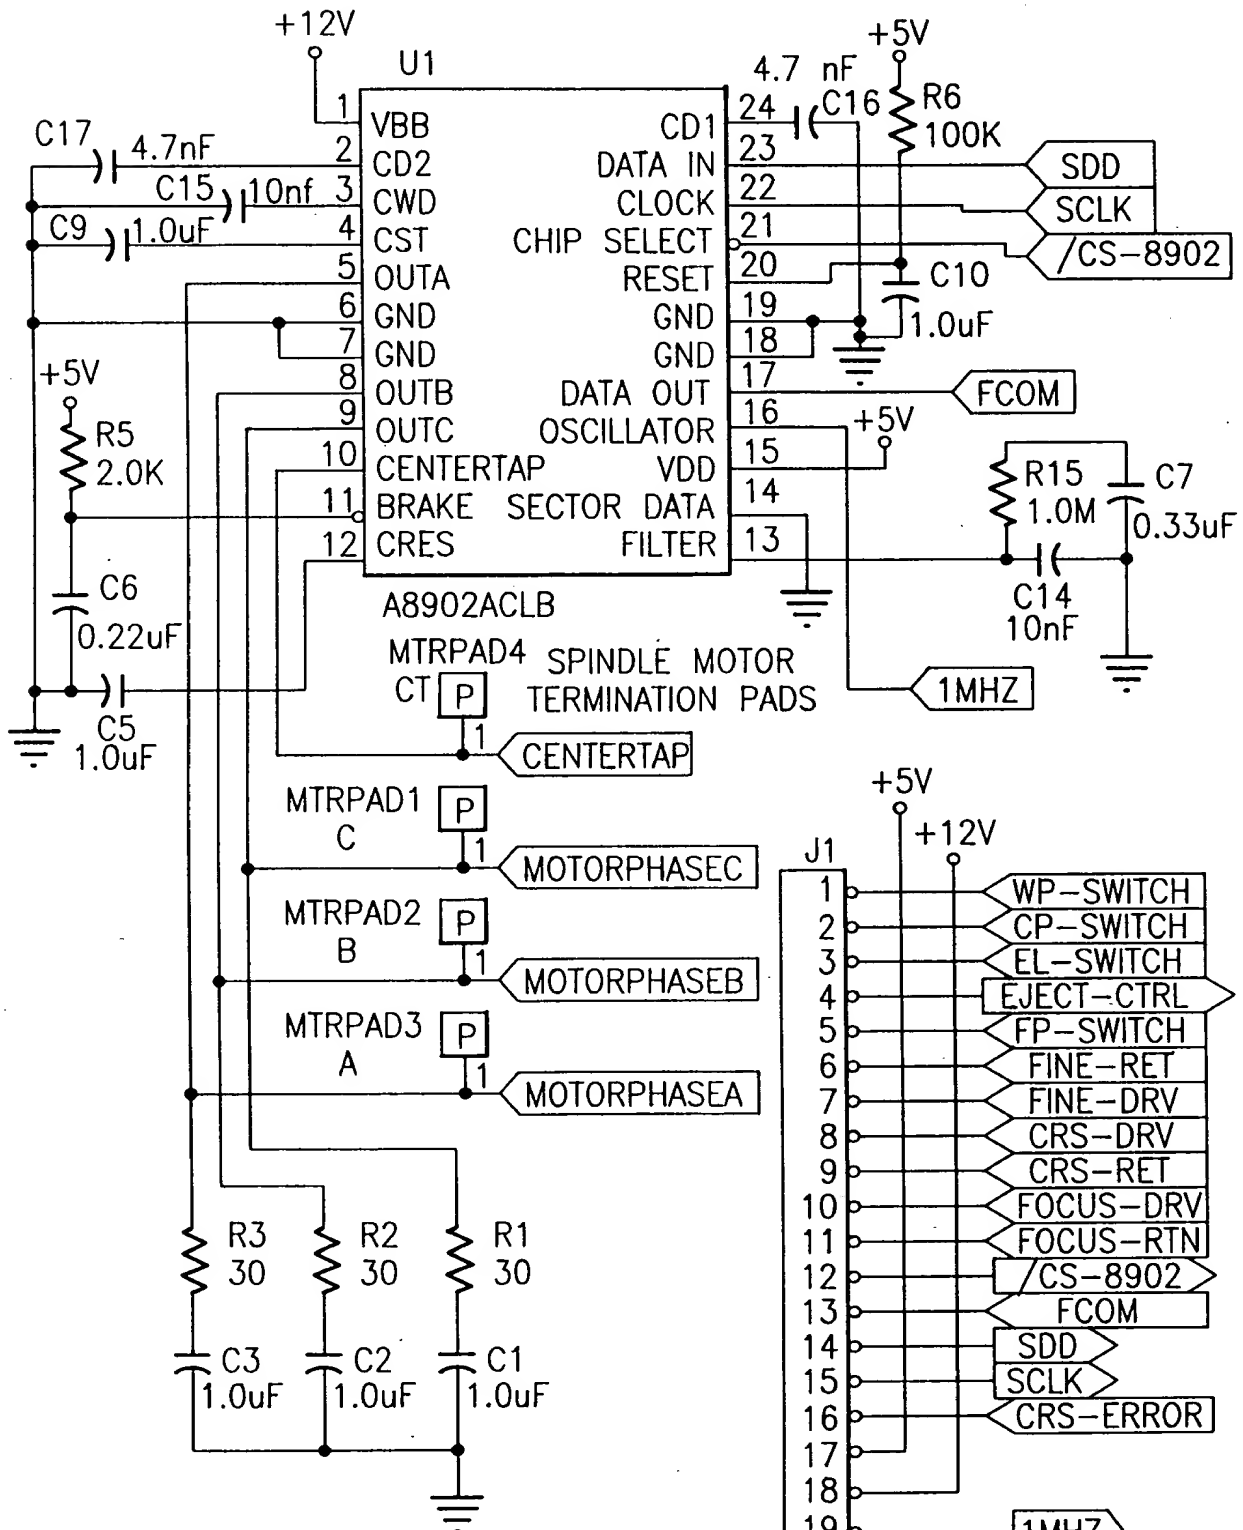 +12V
U1
1 VBB
2 CD2
3 CWD
4 CST
5 OUTA
6 GND
7 GND
8 OUTB
9 OUTC
10 CENTERTAP
11 BRAKE
12 CRES
24 CD1
23 DATA IN
22 CLOCK
21 CHIP SELECT
20 RESET
19 GND
18 GND
17 DATA OUT
16 OSCILLATOR
15 VDD
14 SECTOR DATA
13 FILTER
A8902ACLB
C17 4.7nF
C15 10nf
C9 1.0uF
+5V
R5
2.0K
C6
0.22uF
C5
1.0uF
4.7 nF
C16
+5V
R6
100K
SDD
SCLK
/CS-8902
C10
1.0uF
FCOM
+5V
R15
1.0M
C7
0.33uF
C14
10nF
1MHZ
MTRPAD4
CT P
1
CENTERTAP
SPINDLE MOTOR
TERMINATION PADS
MTRPAD1
C
P
1
MOTORPHASEC
MTRPAD2
B
P
1
MOTORPHASEB
MTRPAD3
A
P
1
MOTORPHASEA
R3
30
R2
30
R1
30
C3
1.0uF
C2
1.0uF
C1
1.0uF
+5V
+12V
J1
1 WP-SWITCH
2 CP-SWITCH
3 EL-SWITCH
4 EJECT-CTRL
5 FP-SWITCH
6 FINE-RET
7 FINE-DRV
8 CRS-DRV
9 CRS-RET
10 FOCUS-DRV
11 FOCUS-RTN
12 /CS-8902
13 FCOM
14 SDD
15 SCLK
16 CRS-ERROR
17
18
19 1MHZ